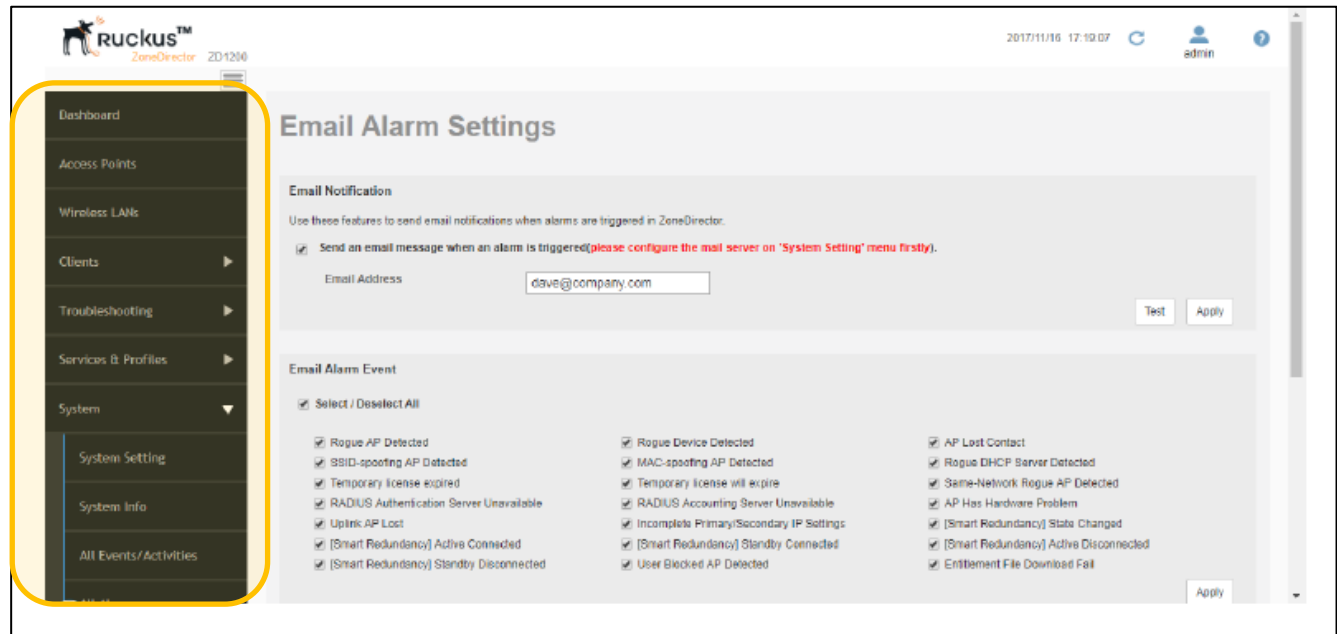 Ruckus™
ZoneDirector ZD1200
2017/11/16 17:19:07
admin
?
Dashboard
Access Points
Wireless LANs
Clients
Troubleshooting
Services & Profiles
System
System Setting
System Info
All Events/Activities
Email Alarm Settings
Email Notification
Use these features to send email notifications when alarms are triggered in ZoneDirector.
Send an email message when an alarm is triggered(please configure the mail server on 'System Setting' menu firstly).
Email Address dave@company.com
Test Apply
Email Alarm Event
Select / Deselect All
Rogue AP Detected Rogue Device Detected AP Lost Contact
SSID-spoofing AP Detected MAC-spoofing AP Detected Rogue DHCP Server Detected
Temporary license expired Temporary license will expire Same-Network Rogue AP Detected
RADIUS Authentication Server Unavailable RADIUS Accounting Server Unavailable AP Has Hardware Problem
Uplink AP Lost Incomplete Primary/Secondary IP Settings [Smart Redundancy] State Changed
[Smart Redundancy] Active Connected [Smart Redundancy] Standby Connected [Smart Redundancy] Active Disconnected
[Smart Redundancy] Standby Disconnected User Blocked AP Detected Entitlement File Download Fail
Apply